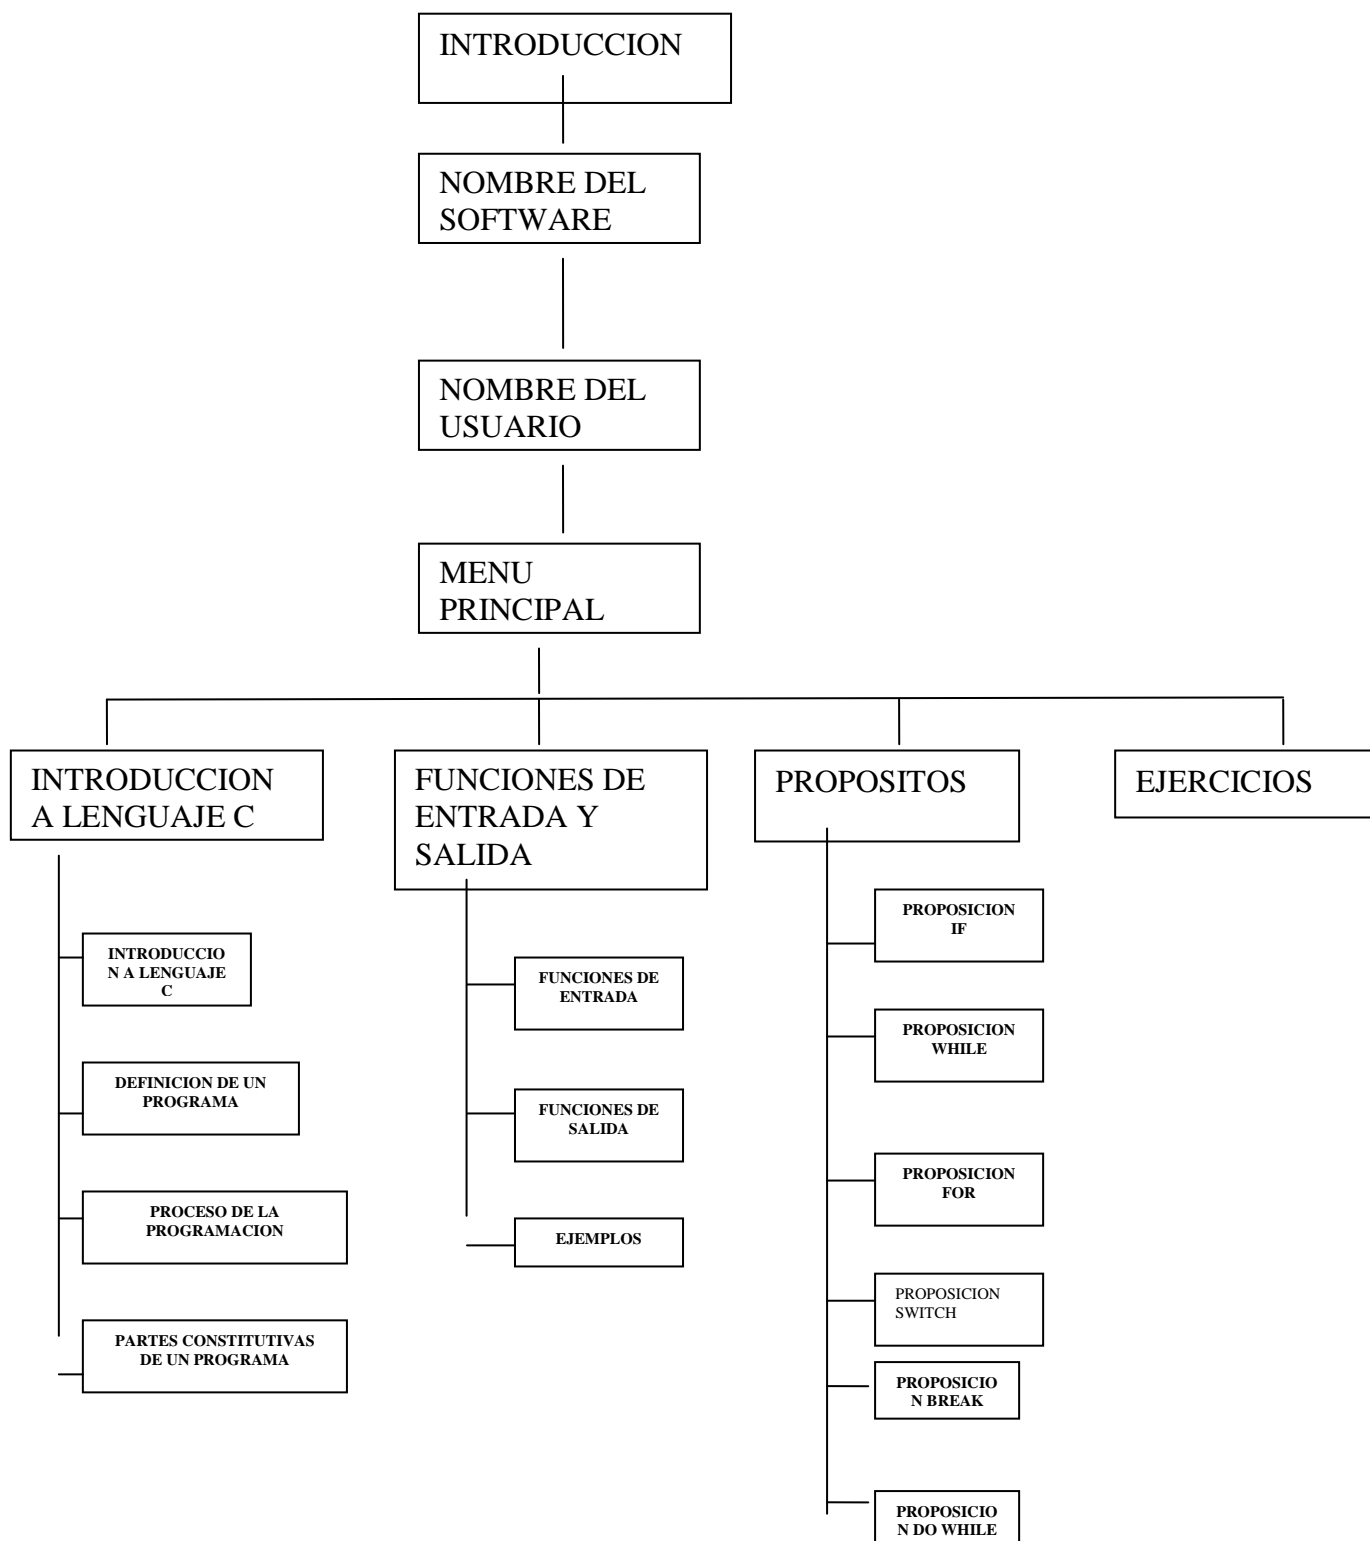 INTRODUCCION
NOMBRE DEL
SOFTWARE
NOMBRE DEL
USUARIO
MENU
PRINCIPAL
INTRODUCCION
A LENGUAJE C
FUNCIONES DE
ENTRADA Y
SALIDA
PROPOSITOS
EJERCICIOS
INTRODUCCIO
N A LENGUAJE
C
DEFINICION DE UN
PROGRAMA
PROCESO DE LA
PROGRAMACION
PARTES CONSTITUTIVAS
DE UN PROGRAMA
FUNCIONES DE
ENTRADA
FUNCIONES DE
SALIDA
EJEMPLOS
PROPOSICION
IF
PROPOSICION
WHILE
PROPOSICION
FOR
PROPOSICION
SWITCH
PROPOSICIO
N BREAK
PROPOSICIO
N DO WHILE